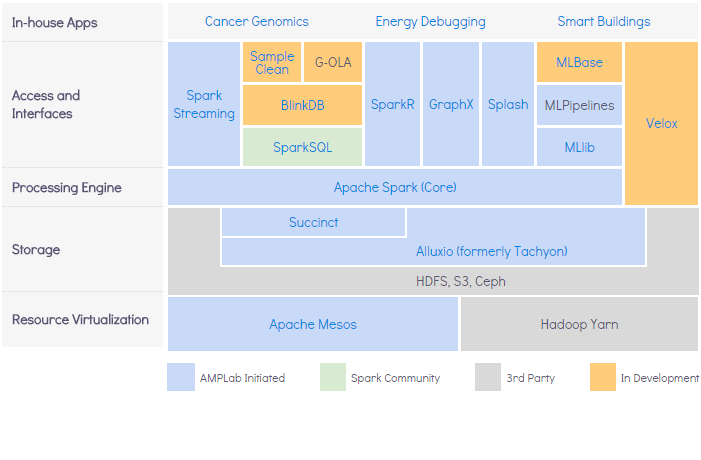 In-house Apps
Cancer Genomics
Energy Debugging
Smart Buildings
Access and
Interfaces
Spark
Streaming
Sample
Clean
G-OLA
BlinkDB
SparkSQL
SparkR
GraphX
Splash
MLBase
MLPipelines
MLlib
Velox
Processing Engine
Apache Spark (Core)
Storage
Succinct
Alluxio (formerly Tachyon)
HDFS, S3, Ceph
Resource Virtualization
Apache Mesos
Hadoop Yarn
AMPLab Initiated
Spark Community
3rd Party
In Development